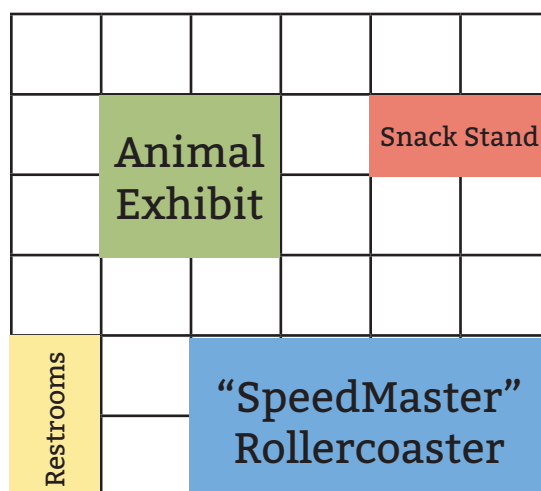 Animal
Exhibit
Snack Stand
Restrooms
“SpeedMaster”
Rollercoaster